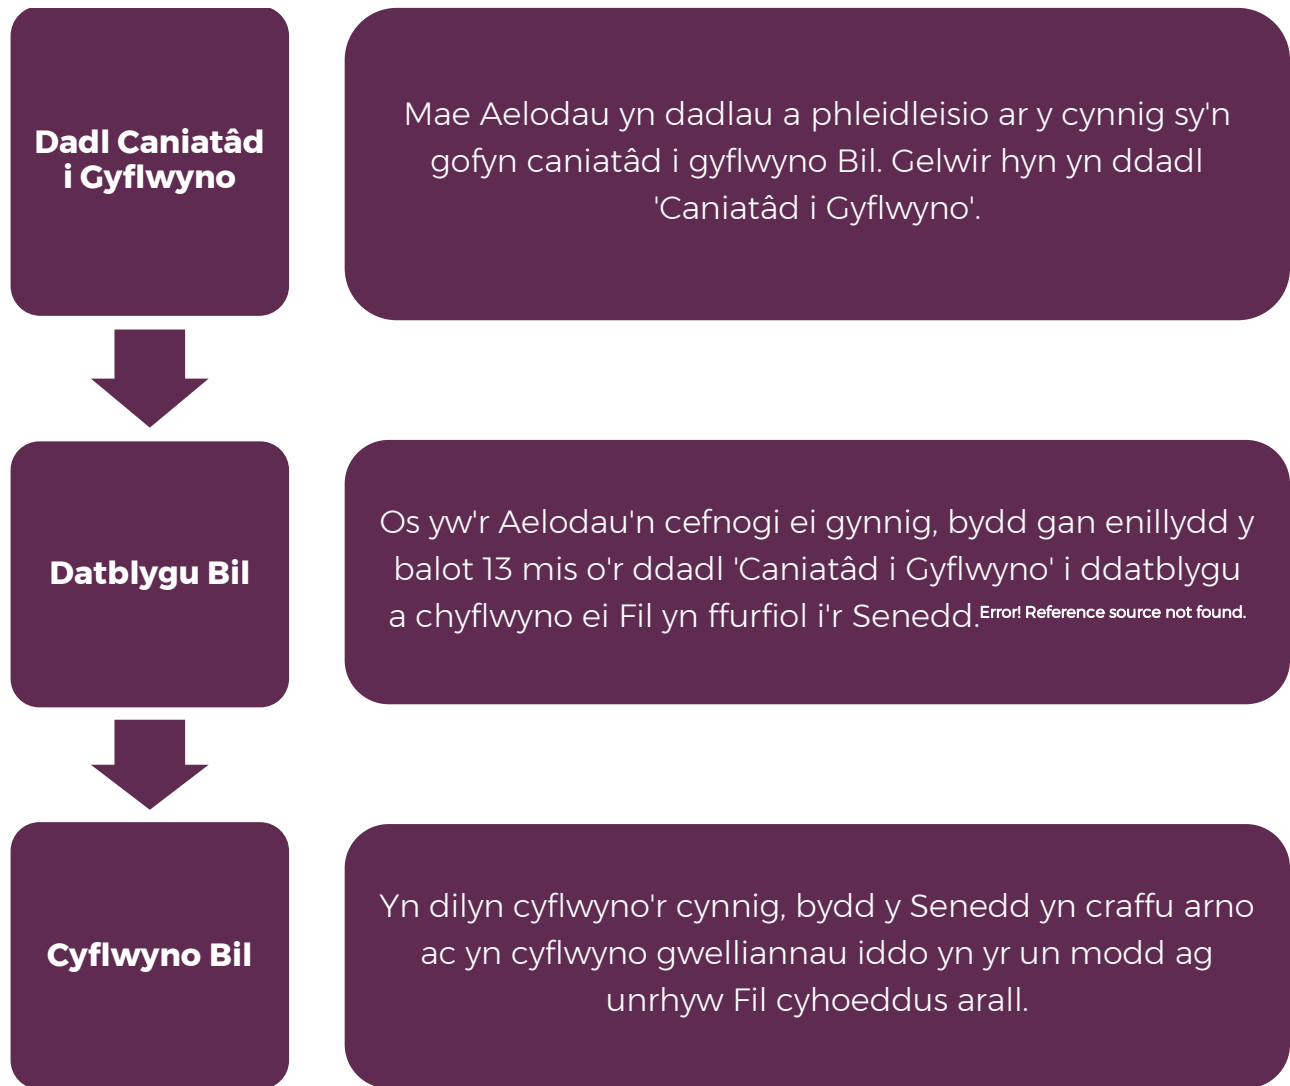 Dadl Caniatâd
i Gyflwyno
Mae Aelodau yn dadlau a phleidleisio ar y cynnig sy'n
gofyn caniatâd i gyflwyno Bil. Gelwir hyn yn ddadl
'Caniatâd i Gyflwyno'.
Datblygu Bil
Os yw'r Aelodau'n cefnogi ei gynnig, bydd gan enillydd y
balot 13 mis o'r ddadl 'Caniatâd i Gyflwyno' i ddatblygu
a chyflwyno ei Fil yn ffurfiol i'r Senedd.Error! Reference source not found.
Cyflwyno Bil
Yn dilyn cyflwyno'r cynnig, bydd y Senedd yn craffu arno
ac yn cyflwyno gwelliannau iddo yn yr un modd ag
unrhyw Fil cyhoeddus arall.